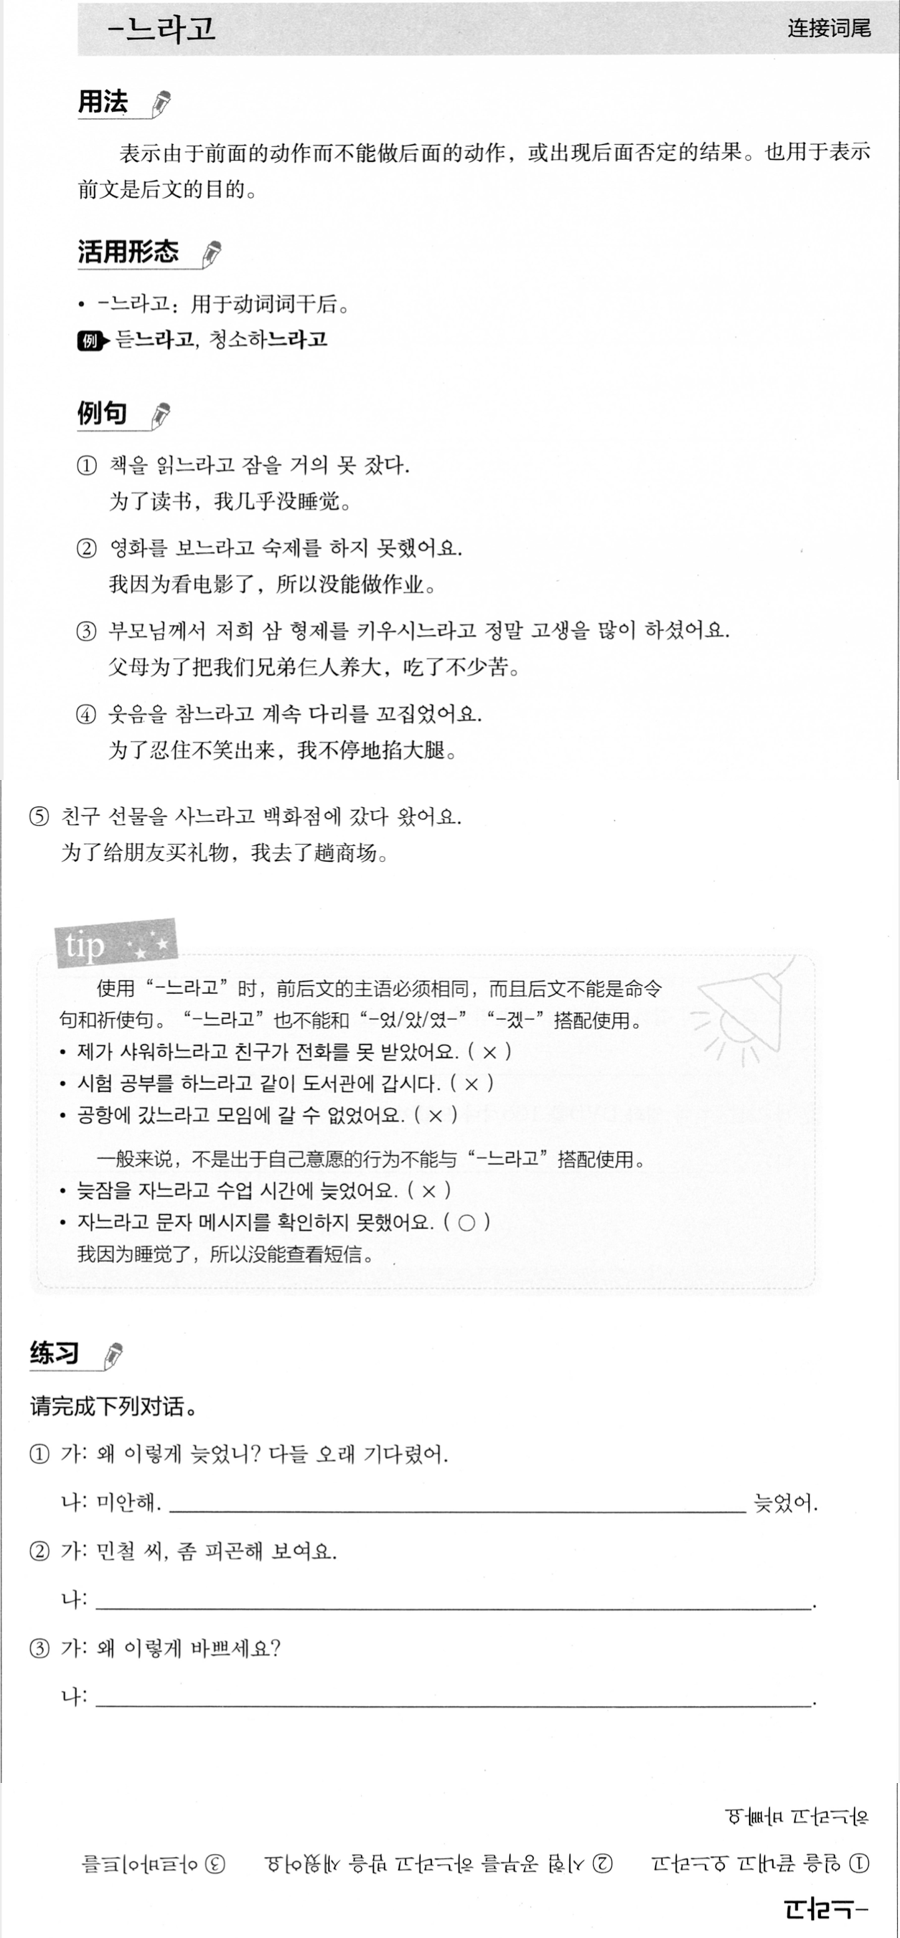 -느라고 连接词尾
用法
表示由于前面的动作而不能做后面的动作，或出现后面否定的结果。也用于表示
前文是后文的目的。
活用形态
• -느라고：用于动词词干后。
例 듣느라고, 청소하느라고
例句
① 책을 읽느라고 잠을 거의 못 잤다.
为了读书，我几乎没睡觉。
② 영화를 보느라고 숙제를 하지 못했어요.
我因为看电影了，所以没能做作业。
③ 부모님께서 저희 삼 형제를 키우시느라고 정말 고생을 많이 하셨어요.
父母为了把我们兄弟仨人养大，吃了不少苦。
④ 웃음을 참느라고 계속 다리를 꼬집었어요.
为了忍住不笑出来，我不停地掐大腿。
⑤ 친구 선물을 사느라고 백화점에 갔다 왔어요.
为了给朋友买礼物，我去了趟商场。
tip
使用“-느라고”时，前后文的主语必须相同，而且后文不能是命令
句和祈使句。“-느라고”也不能和“-었/았/였-”“-겠-”搭配使用。
• 제가 샤워하느라고 친구가 전화를 못 받았어요. ( × )
• 시험 공부를 하느라고 같이 도서관에 갑시다. ( × )
• 공항에 갔느라고 모임에 갈 수 없었어요. ( × )
一般来说，不是出于自己意愿的行为不能与“-느라고”搭配使用。
• 늦잠을 자느라고 수업 시간에 늦었어요. ( × )
• 자느라고 문자 메시지를 확인하지 못했어요. ( ○ )
我因为睡觉了，所以没能查看短信。
练习
请完成下列对话。
① 가: 왜 이렇게 늦었니? 다들 오래 기다렸어.
나: 미안해. ______ 늦었어.
② 가: 민철 씨, 좀 피곤해 보여요.
나: ______.
③ 가: 왜 이렇게 바쁘세요?
나: ______.
-느라고
① 일을 끝내고 오느라고 ② 시험 공부를 하느라고 밤을 새웠어요 ③ 아르바이트를
하느라고 바빠요